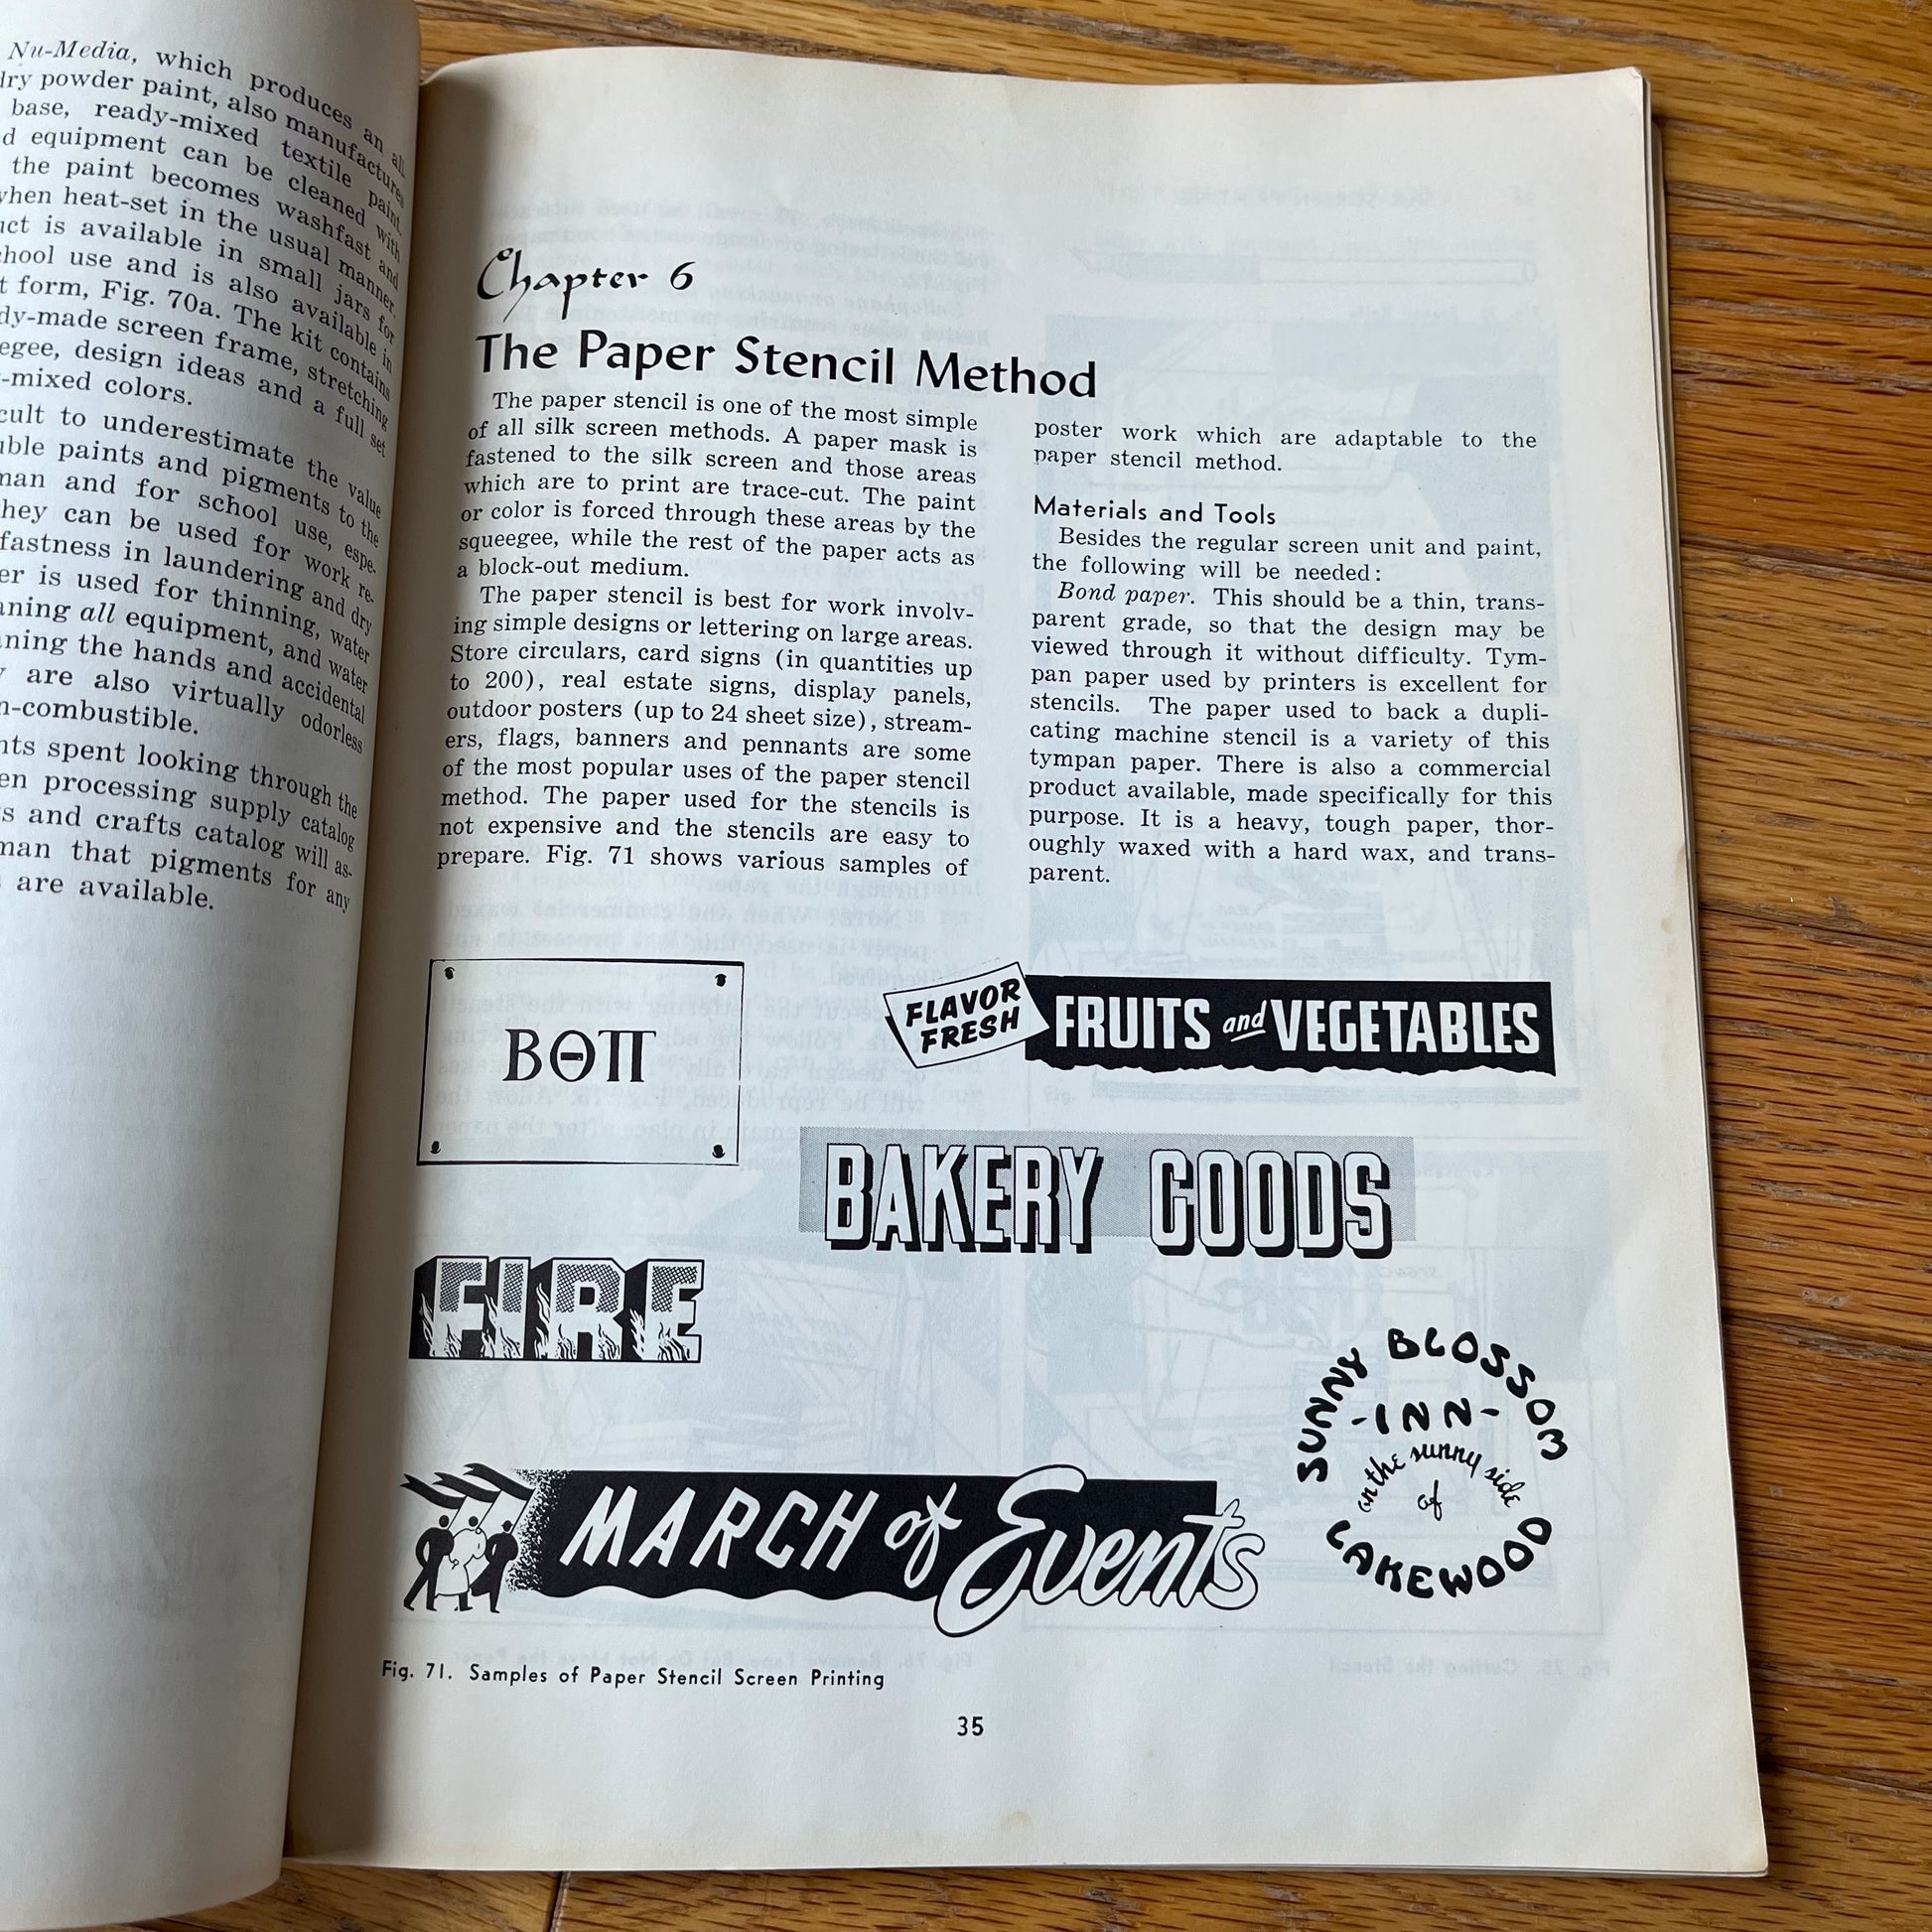 Nu-Media, which produces an
dry powder paint, also manufactures
base, ready-mixed textile paint,
equipment can be cleaned with
the paint becomes washfast and
when heat-set in the usual manner.
is available in small jars for
use and is also available in
form, Fig. 70a. The kit contains
screen frame, stretching
design ideas and a full set
-mixed colors.
to underestimate the value
paints and pigments to the
and for school use, espe-
they can be used for work re-
fastness in laundering and dry
is used for thinning, water
all equipment, and water
the hands and accidental
are also virtually odorless
-combustible.
spent looking through the
processing supply catalog
and crafts catalog will as-
that pigments for any
are available.
Chapter 6
The Paper Stencil Method
The paper stencil is one of the most simple
of all silk screen methods. A paper mask is
fastened to the silk screen and those areas
which are to print are trace-cut. The paint
or color is forced through these areas by the
squeegee, while the rest of the paper acts as
a block-out medium.
The paper stencil is best for work involv-
ing simple designs or lettering on large areas.
Store circulars, card signs (in quantities up
to 200), real estate signs, display panels,
outdoor posters (up to 24 sheet size), stream-
ers, flags, banners and pennants are some
of the most popular uses of the paper stencil
method. The paper used for the stencils is
not expensive and the stencils are easy to
prepare. Fig. 71 shows various samples of
poster work which are adaptable to the
paper stencil method.
Materials and Tools
Besides the regular screen unit and paint,
the following will be needed:
Bond paper. This should be a thin, trans-
parent grade, so that the design may be
viewed through it without difficulty. Tym-
pan paper used by printers is excellent for
stencils. The paper used to back a dupli-
cating machine stencil is a variety of this
tympan paper. There is also a commercial
product available, made specifically for this
purpose. It is a heavy, tough paper, thor-
oughly waxed with a hard wax, and trans-
parent.
ΒΘΠ
FLAVOR
FRESH
FRUITS and VEGETABLES
BAKERY GOODS
FIRE
SUNNY BLOSSOM
-INN-
on the sunny side
of
LAKEWOOD
MARCH of Events
Fig. 71. Samples of Paper Stencil Screen Printing
35